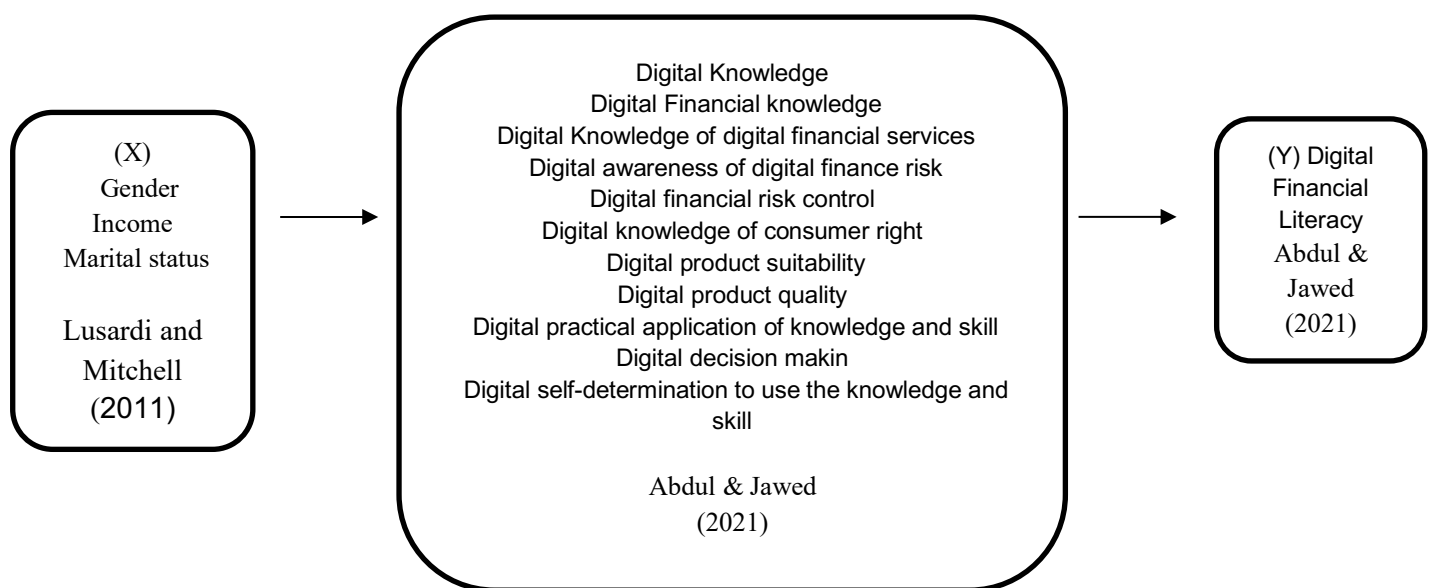 (X)
Gender
Income
Marital status
Lusardi and
Mitchell
(2011)
Digital Knowledge
Digital Financial knowledge
Digital Knowledge of digital financial services
Digital awareness of digital finance risk
Digital financial risk control
Digital knowledge of consumer right
Digital product suitability
Digital product quality
Digital practical application of knowledge and skill
Digital decision makin
Digital self-determination to use the knowledge and
skill
Abdul & Jawed
(2021)
(Y) Digital
Financial
Literacy
Abdul &
Jawed
(2021)